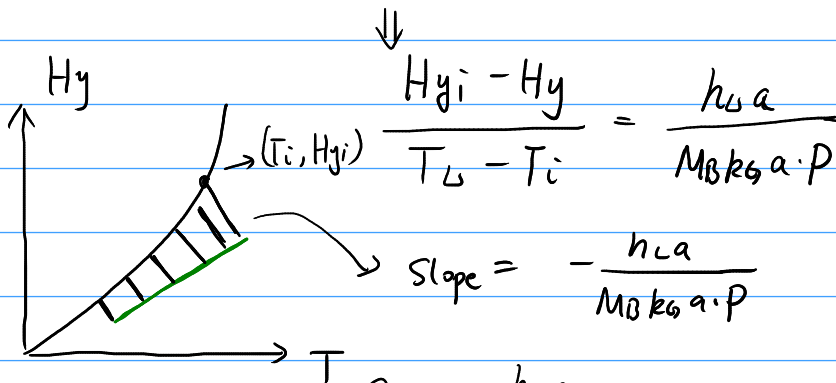 ⇓
Hy
(Ti, Hyi)
Hyi - Hy / TL - Ti = hLa / MB kG a·P
slope = - hLa / MB kG a·P
T